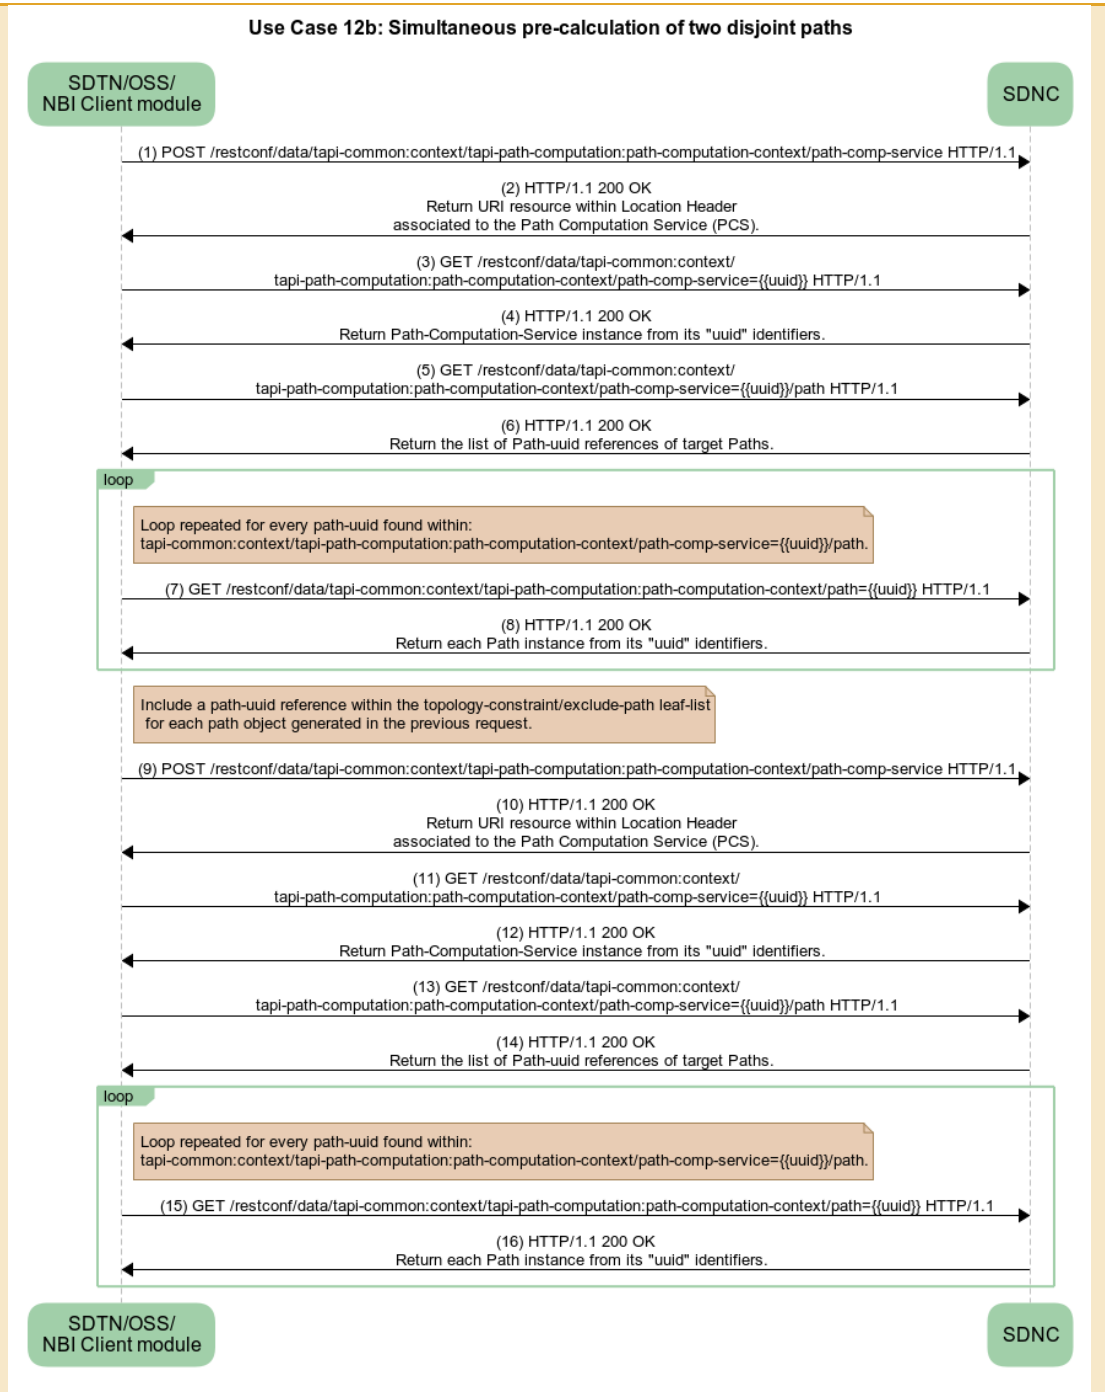 Use Case 12b: Simultaneous pre-calculation of two disjoint paths
SDTN/OSS/
NBI Client module
SDNC
(1) POST /restconf/data/tapi-common:context/tapi-path-computation:path-computation-context/path-comp-service HTTP/1.1
(2) HTTP/1.1 200 OK
Return URI resource within Location Header
associated to the Path Computation Service (PCS).
(3) GET /restconf/data/tapi-common:context/
tapi-path-computation:path-computation-context/path-comp-service={{uuid}} HTTP/1.1
(4) HTTP/1.1 200 OK
Return Path-Computation-Service instance from its "uuid" identifiers.
(5) GET /restconf/data/tapi-common:context/
tapi-path-computation:path-computation-context/path-comp-service={{uuid}}/path HTTP/1.1
(6) HTTP/1.1 200 OK
Return the list of Path-uuid references of target Paths.
loop
Loop repeated for every path-uuid found within:
tapi-common:context/tapi-path-computation:path-computation-context/path-comp-service={{uuid}}/path.
(7) GET /restconf/data/tapi-common:context/tapi-path-computation:path-computation-context/path={{uuid}} HTTP/1.1
(8) HTTP/1.1 200 OK
Return each Path instance from its "uuid" identifiers.
Include a path-uuid reference within the topology-constraint/exclude-path leaf-list
for each path object generated in the previous request.
(9) POST /restconf/data/tapi-common:context/tapi-path-computation:path-computation-context/path-comp-service HTTP/1.1
(10) HTTP/1.1 200 OK
Return URI resource within Location Header
associated to the Path Computation Service (PCS).
(11) GET /restconf/data/tapi-common:context/
tapi-path-computation:path-computation-context/path-comp-service={{uuid}} HTTP/1.1
(12) HTTP/1.1 200 OK
Return Path-Computation-Service instance from its "uuid" identifiers.
(13) GET /restconf/data/tapi-common:context/
tapi-path-computation:path-computation-context/path-comp-service={{uuid}}/path HTTP/1.1
(14) HTTP/1.1 200 OK
Return the list of Path-uuid references of target Paths.
loop
Loop repeated for every path-uuid found within:
tapi-common:context/tapi-path-computation:path-computation-context/path-comp-service={{uuid}}/path.
(15) GET /restconf/data/tapi-common:context/tapi-path-computation:path-computation-context/path={{uuid}} HTTP/1.1
(16) HTTP/1.1 200 OK
Return each Path instance from its "uuid" identifiers.
SDTN/OSS/
NBI Client module
SDNC